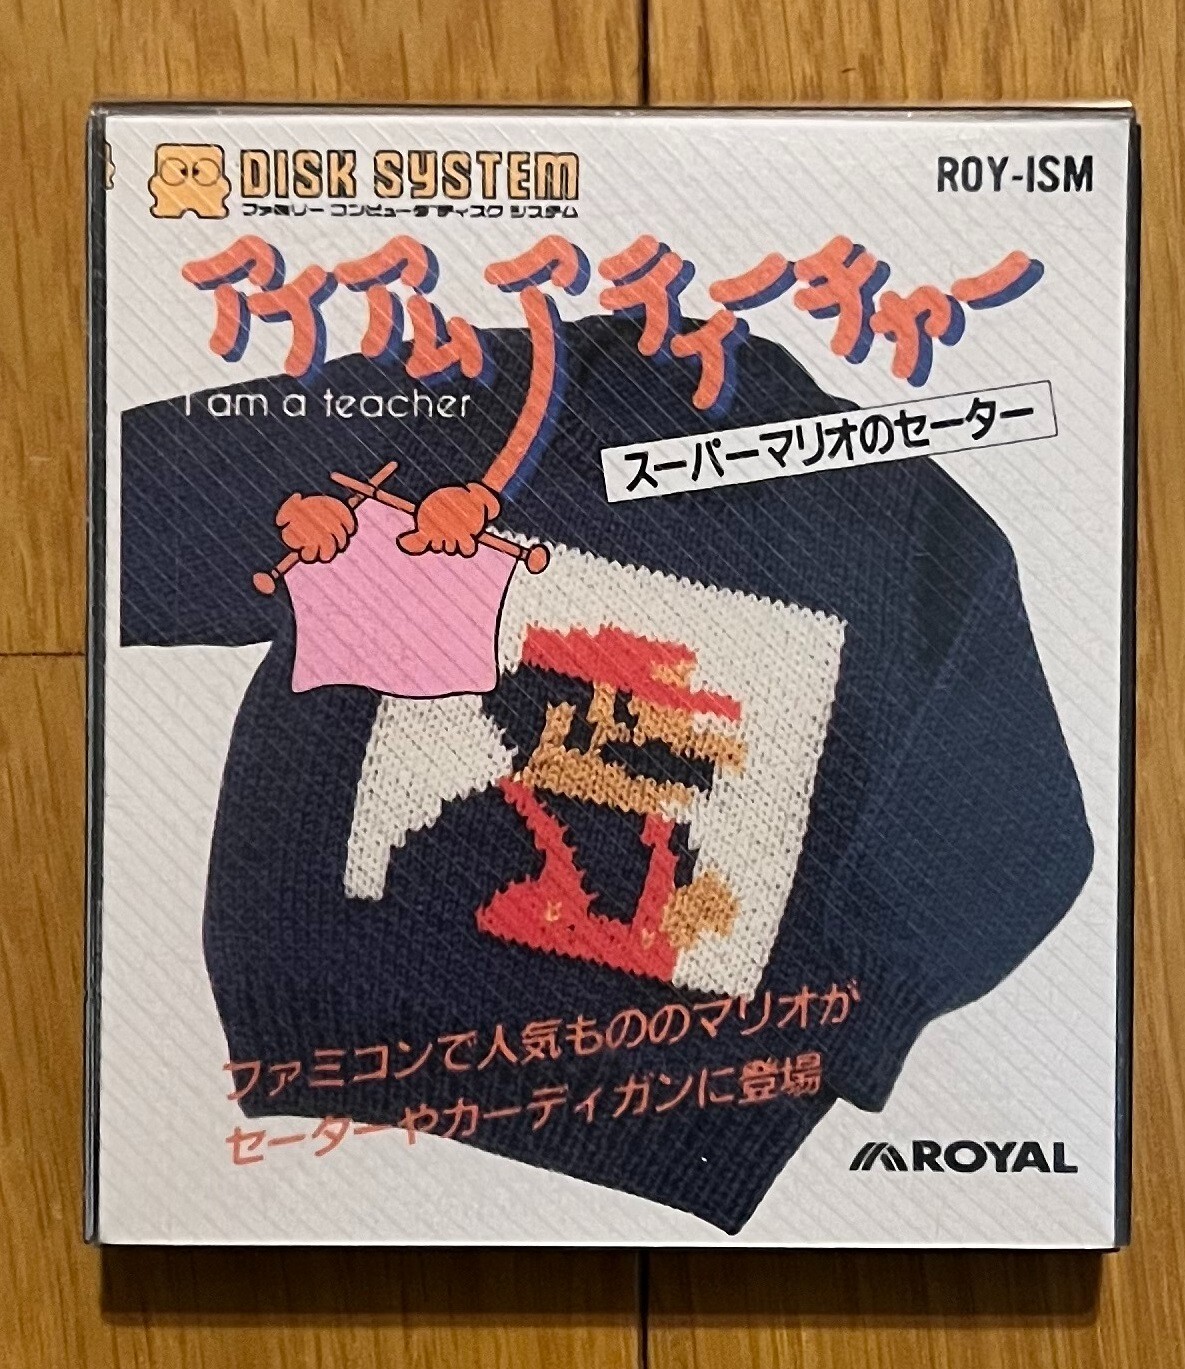 DISK SYSTEM
ファミリー コンピュータ ディスク システム
ROY-ISM
アイアム ア ティーチャー
I am a teacher
スーパーマリオのセーター
ファミコンで人気もののマリオが
セーターやカーディガンに登場
ROYAL